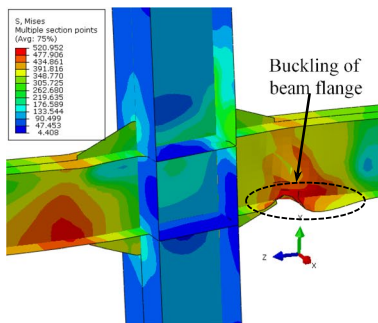 S, Mises
Multiple section points
(Avg: 75%)
520.952
477.906
434.861
391.816
348.770
305.725
262.680
219.635
176.589
133.544
90.499
47.453
4.408
Buckling of
beam flange
Y
Z
X